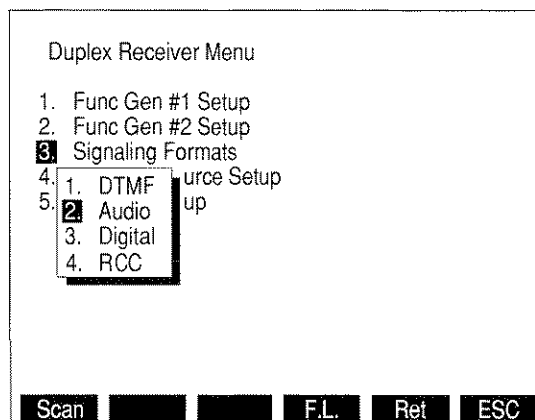 Duplex Receiver Menu
1. Func Gen #1 Setup
2. Func Gen #2 Setup
3. Signaling Formats
4. urce Setup
5. up
1. DTMF
2. Audio
3. Digital
4. RCC
Scan F.L. Ret ESC